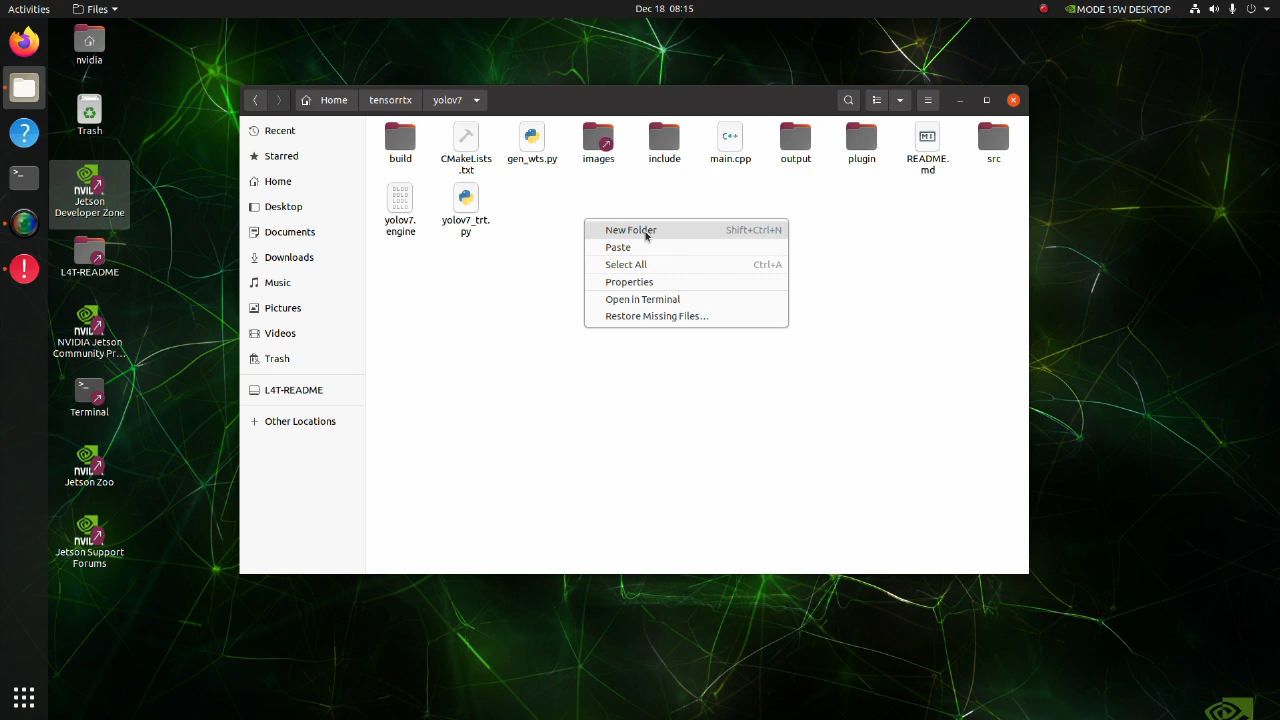 Activities
Files
Dec 18 08:15
MODE 15W DESKTOP
nvidia
Trash
Jetson
Developer Zone
L4T-README
NVIDIA Jetson
Community Pr...
>_
Terminal
Jetson Zoo
Jetson Support
Forums
Home
tensorrtx
yolov7
Recent
Starred
Home
Desktop
Documents
Downloads
Music
Pictures
Videos
Trash
L4T-README
+ Other Locations
build
CMakeLists
.txt
gen_wts.py
images
include
C++
main.cpp
output
plugin
README.
md
src
yolov7.
engine
yolov7_trt.
py
New Folder Shift+Ctrl+N
Paste
Select All Ctrl+A
Properties
Open in Terminal
Restore Missing Files...